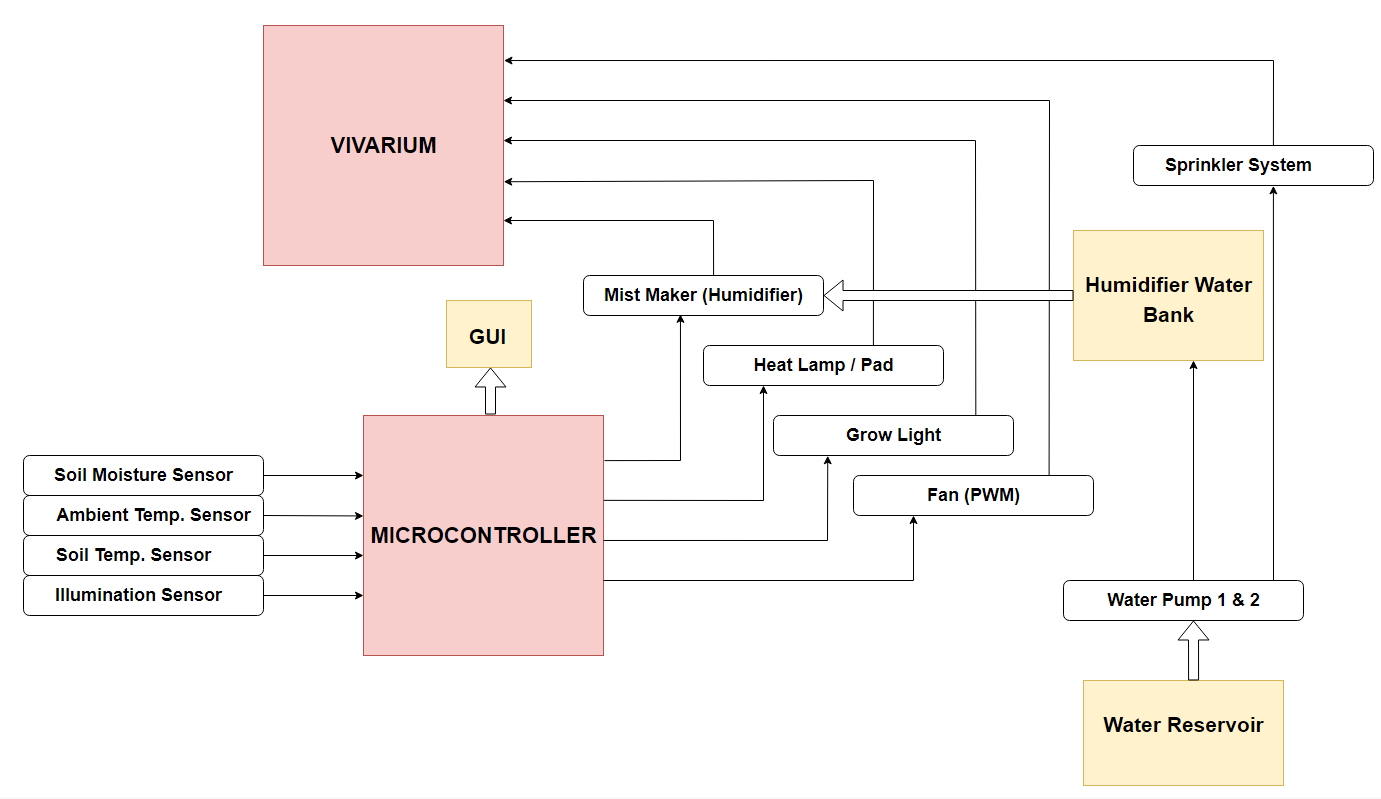 VIVARIUM
Sprinkler System
Mist Maker (Humidifier)
Humidifier Water
Bank
GUI
Heat Lamp / Pad
Grow Light
Soil Moisture Sensor
Ambient Temp. Sensor
Soil Temp. Sensor
Illumination Sensor
MICROCONTROLLER
Fan (PWM)
Water Pump 1 & 2
Water Reservoir